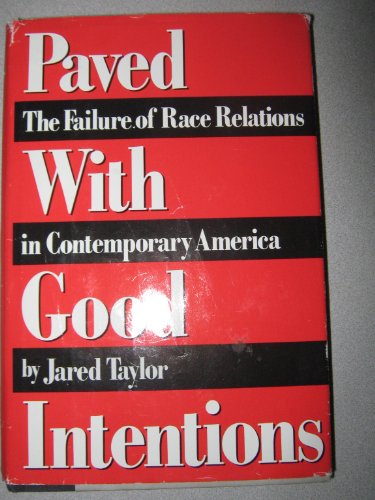 Paved
The Failure of Race Relations
With
in Contemporary America
Good
by Jared Taylor
Intentions